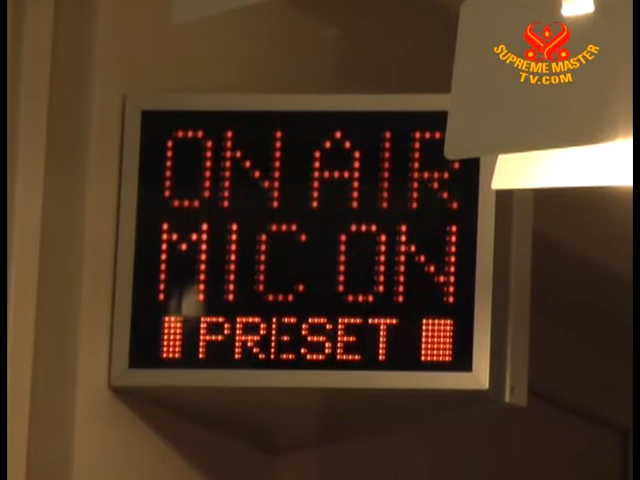 SUPREME MASTER
TV.COM
ON AIR
MIC ON
PRESET